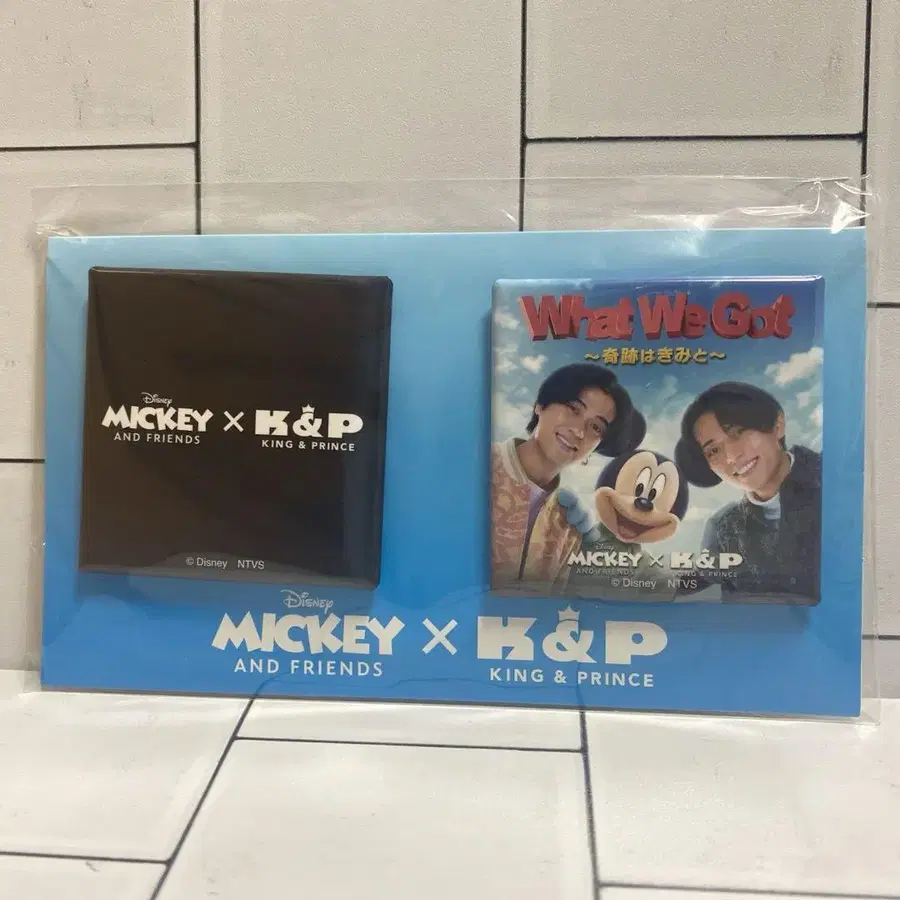 Disney
MICKEY × K&P
AND FRIENDS KING & PRINCE
© Disney NTVS
What We Got
～奇跡はきみと～
Disney
MICKEY × K&P
AND FRIENDS KING & PRINCE
© Disney NTVS
Disney
MICKEY × K&P
AND FRIENDS KING & PRINCE